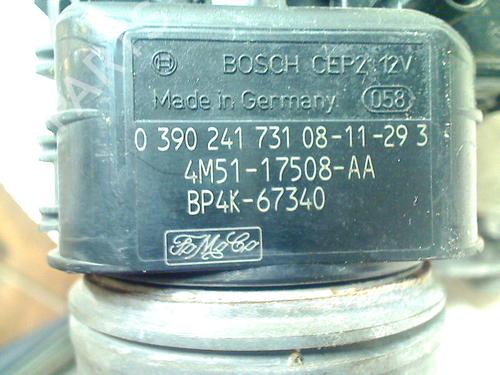 BOSCH CEP2 12V
Made in Germany 058
0 390 241 731 08-11-29 3
4M51-17508-AA
BP4K-67340
FoMoCo